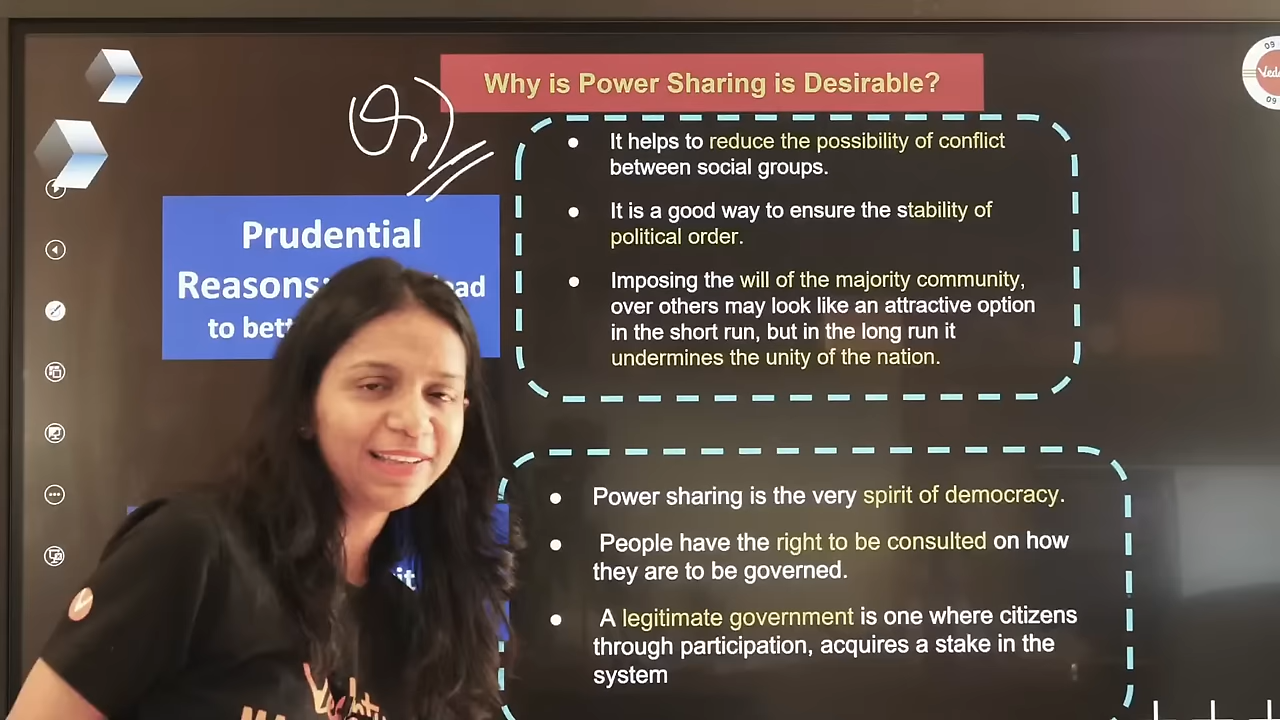 Why is Power Sharing is Desirable?
It helps to reduce the possibility of conflict
between social groups.
It is a good way to ensure the stability of
political order.
Imposing the will of the majority community,
over others may look like an attractive option
in the short run, but in the long run it
undermines the unity of the nation.
Prudential
Reasons:
to
Power sharing is the very spirit of democracy.
People have the right to be consulted on how
they are to be governed.
A legitimate government is one where citizens
through participation, acquires a stake in the
system